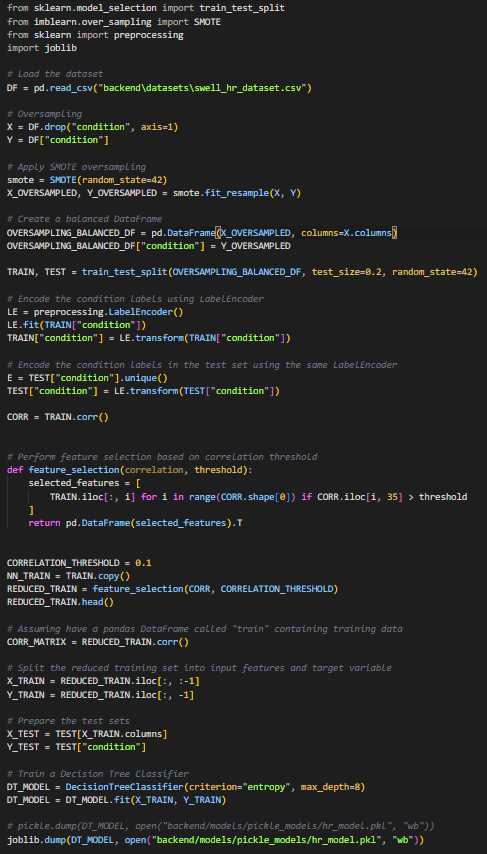 from sklearn.model_selection import train_test_split
from imblearn.over_sampling import SMOTE
from sklearn import preprocessing
import joblib
# Load the dataset
DF = pd.read_csv("backend\datasets\swell_hr_dataset.csv")
# Oversampling
X = DF.drop("condition", axis=1)
Y = DF["condition"]
# Apply SMOTE oversampling
smote = SMOTE(random_state=42)
X_OVERSAMPLED, Y_OVERSAMPLED = smote.fit_resample(X, Y)
# Create a balanced DataFrame
OVERSAMPLING_BALANCED_DF = pd.DataFrame(X_OVERSAMPLED, columns=X.columns)
OVERSAMPLING_BALANCED_DF["condition"] = Y_OVERSAMPLED
TRAIN, TEST = train_test_split(OVERSAMPLING_BALANCED_DF, test_size=0.2, random_state=42)
# Encode the condition labels using LabelEncoder
LE = preprocessing.LabelEncoder()
LE.fit(TRAIN["condition"])
TRAIN["condition"] = LE.transform(TRAIN["condition"])
# Encode the condition labels in the test set using the same LabelEncoder
E = TEST["condition"].unique()
TEST["condition"] = LE.transform(TEST["condition"])
CORR = TRAIN.corr()
# Perform feature selection based on correlation threshold
def feature_selection(correlation, threshold):
    selected_features = [
        TRAIN.iloc[:, i] for i in range(CORR.shape[0]) if CORR.iloc[i, 35] > threshold
    ]
    return pd.DataFrame(selected_features).T
CORRELATION_THRESHOLD = 0.1
NN_TRAIN = TRAIN.copy()
REDUCED_TRAIN = feature_selection(CORR, CORRELATION_THRESHOLD)
REDUCED_TRAIN.head()
# Assuming have a pandas DataFrame called "train" containing training data
CORR_MATRIX = REDUCED_TRAIN.corr()
# Split the reduced training set into input features and target variable
X_TRAIN = REDUCED_TRAIN.iloc[:, :-1]
Y_TRAIN = REDUCED_TRAIN.iloc[:, -1]
# Prepare the test sets
X_TEST = TEST[X_TRAIN.columns]
Y_TEST = TEST["condition"]
# Train a Decision Tree Classifier
DT_MODEL = DecisionTreeClassifier(criterion="entropy", max_depth=8)
DT_MODEL = DT_MODEL.fit(X_TRAIN, Y_TRAIN)
# pickle.dump(DT_MODEL, open("backend/models/pickle_models/hr_model.pkl", "wb"))
joblib.dump(DT_MODEL, open("backend/models/pickle_models/hr_model.pkl", "wb"))